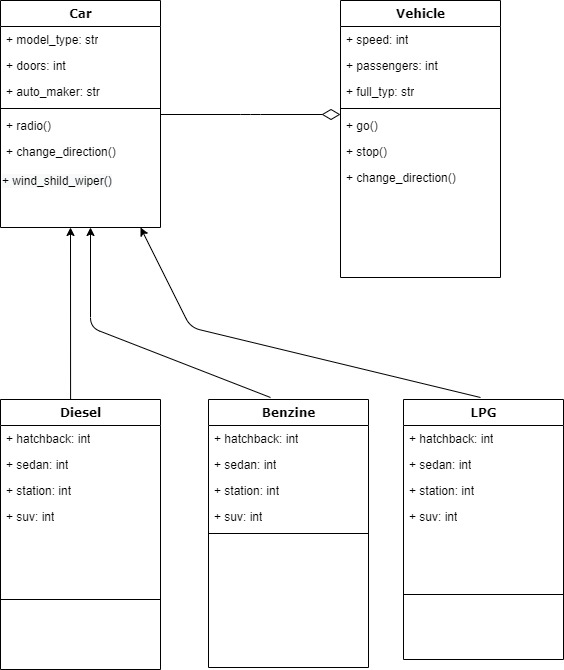 Car
+ model_type: str
+ doors: int
+ auto_maker: str
+ radio()
+ change_direction()
+ wind_shild_wiper()
Vehicle
+ speed: int
+ passengers: int
+ full_typ: str
+ go()
+ stop()
+ change_direction()
Diesel
+ hatchback: int
+ sedan: int
+ station: int
+ suv: int
Benzine
+ hatchback: int
+ sedan: int
+ station: int
+ suv: int
LPG
+ hatchback: int
+ sedan: int
+ station: int
+ suv: int